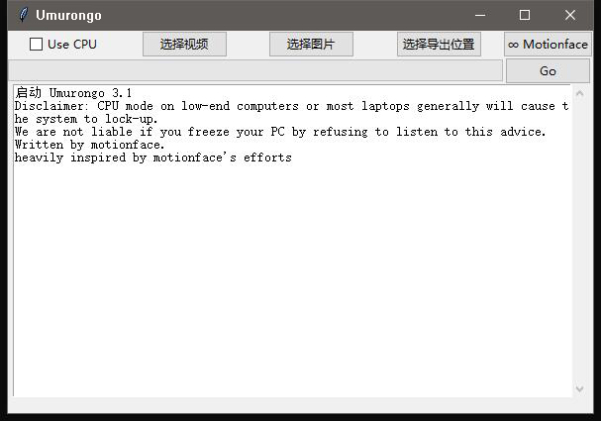 Umurongo
Use CPU 选择视频 选择图片 选择导出位置 ∞ Motionface
Go
启动 Umurongo 3.1
Disclaimer: CPU mode on low-end computers or most laptops generally will cause t
he system to lock-up.
We are not liable if you freeze your PC by refusing to listen to this advice.
Written by motionface.
heavily inspired by motionface's efforts